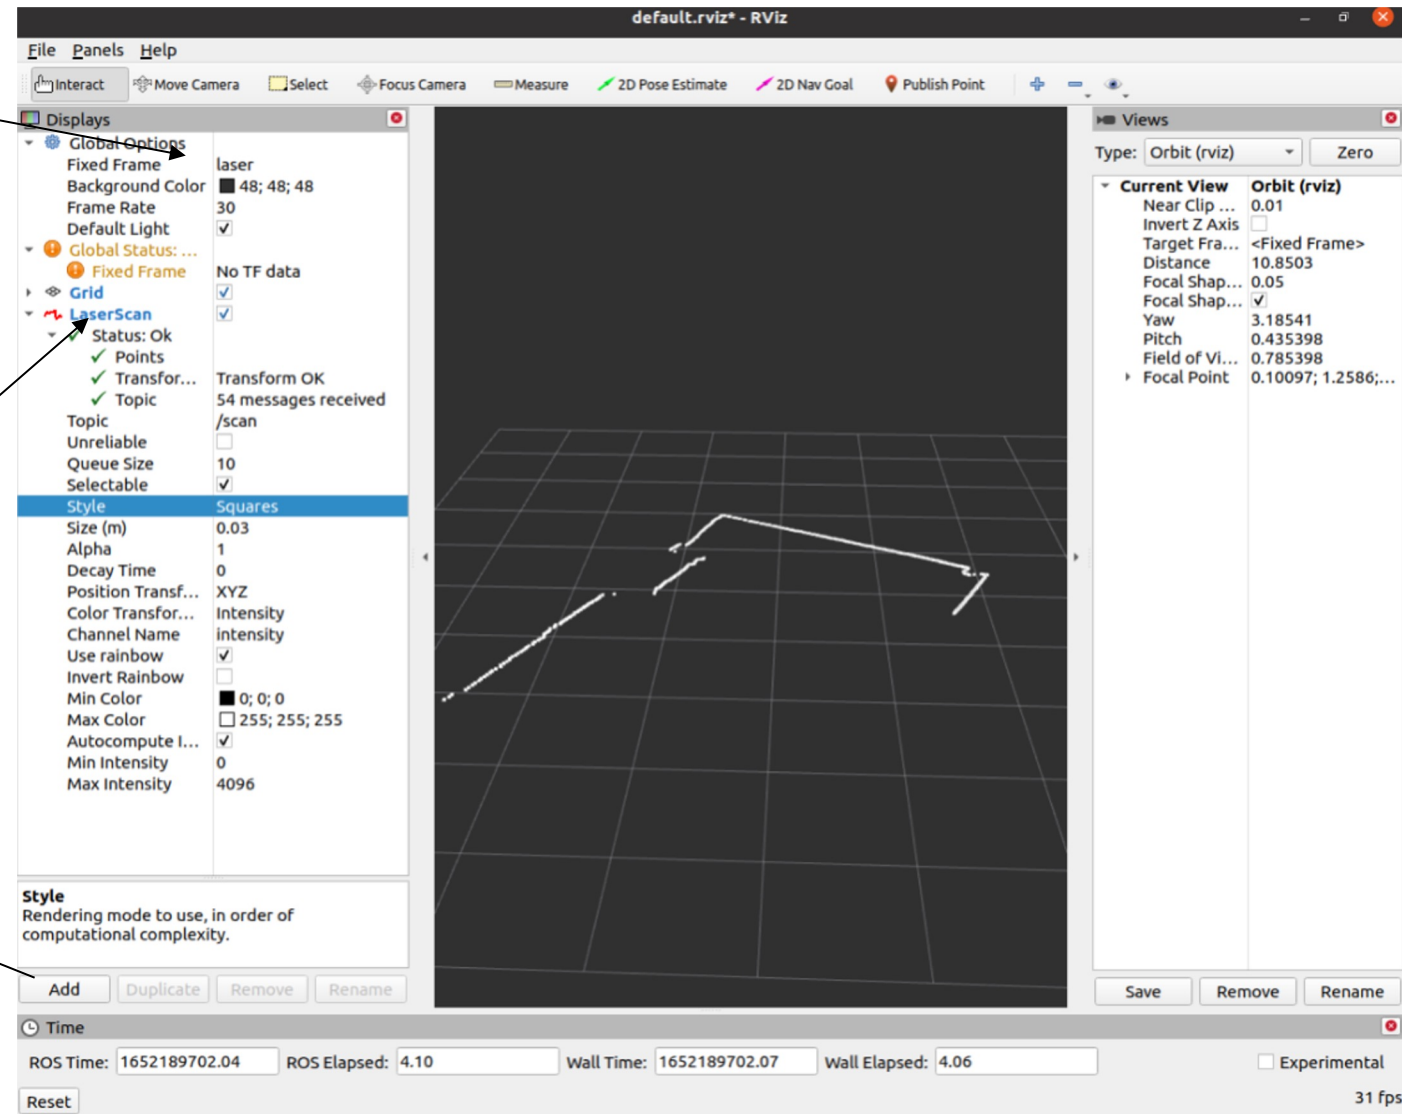 default.rviz* - RViz
File Panels Help
Interact Move Camera Select Focus Camera Measure 2D Pose Estimate 2D Nav Goal Publish Point
Displays
Global Options
Fixed Frame laser
Background Color 48; 48; 48
Frame Rate 30
Default Light
Global Status: ...
Fixed Frame No TF data
Grid
LaserScan
Status: Ok
Points
Transfor... Transform OK
Topic 54 messages received
Topic /scan
Unreliable
Queue Size 10
Selectable
Style Squares
Size (m) 0.03
Alpha 1
Decay Time 0
Position Transf... XYZ
Color Transfor... Intensity
Channel Name intensity
Use rainbow
Invert Rainbow
Min Color 0; 0; 0
Max Color 255; 255; 255
Autocompute I...
Min Intensity 0
Max Intensity 4096
Style
Rendering mode to use, in order of
computational complexity.
Add Duplicate Remove Rename
Views
Type: Orbit (rviz) Zero
Current View Orbit (rviz)
Near Clip ... 0.01
Invert Z Axis
Target Fra... <Fixed Frame>
Distance 10.8503
Focal Shap... 0.05
Focal Shap...
Yaw 3.18541
Pitch 0.435398
Field of Vi... 0.785398
Focal Point 0.10097; 1.2586;...
Save Remove Rename
Time
ROS Time: 1652189702.04 ROS Elapsed: 4.10 Wall Time: 1652189702.07 Wall Elapsed: 4.06 Experimental
Reset 31 fps